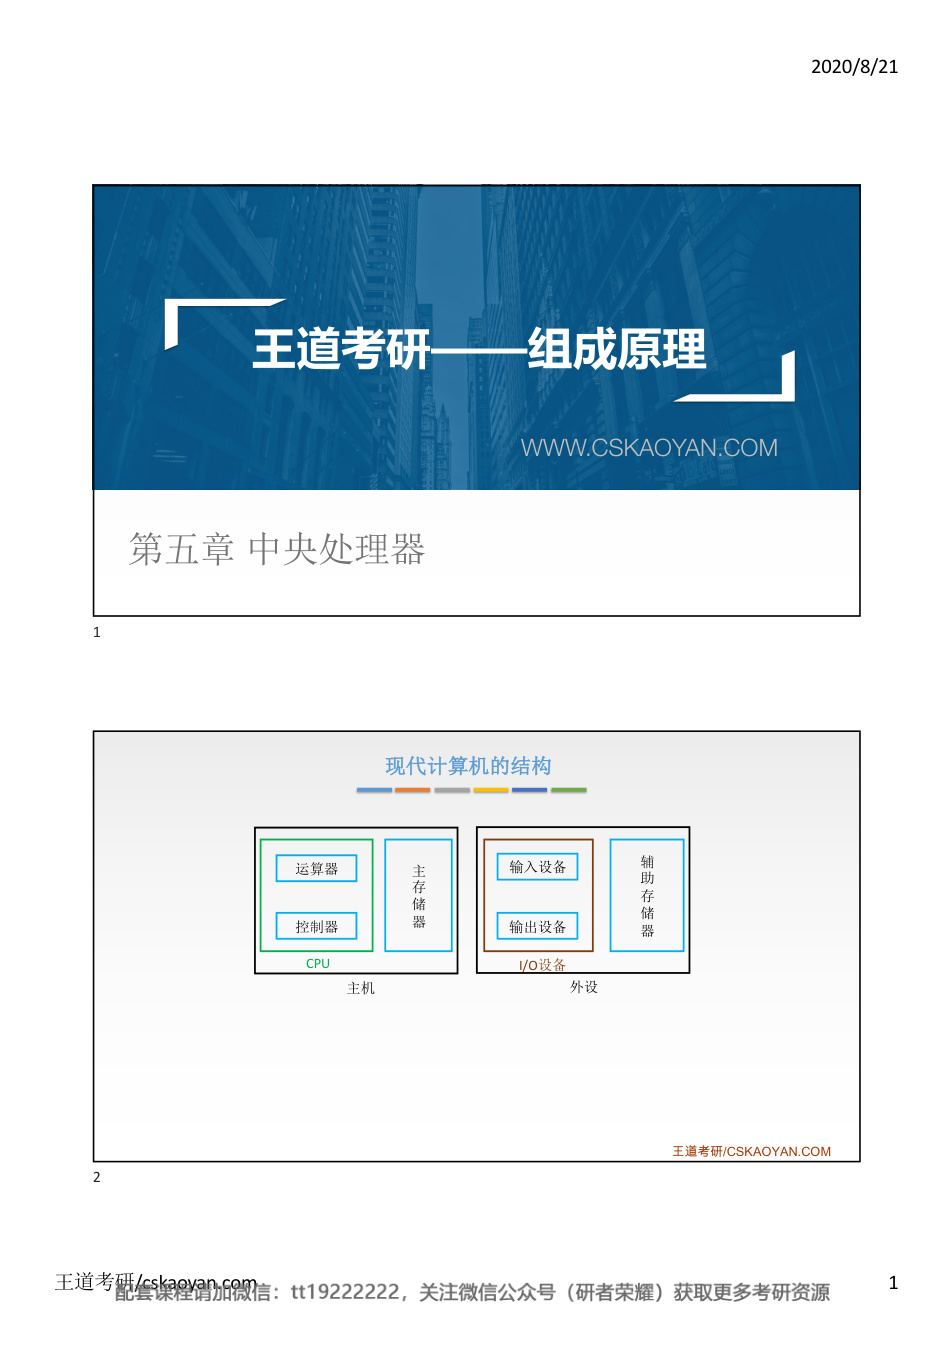 2020/8/21
王道考研——组成原理
WWW.CSKAOYAN.COM
第五章 中央处理器
1
现代计算机的结构
运算器
控制器
CPU
主存储器
主机
输入设备
输出设备
I/O设备
辅助存储器
外设
王道考研/CSKAOYAN.COM
2
王道考研/cskaoyan.com
配套课程请加微信：tt19222222，关注微信公众号（研者荣耀）获取更多考研资源
1